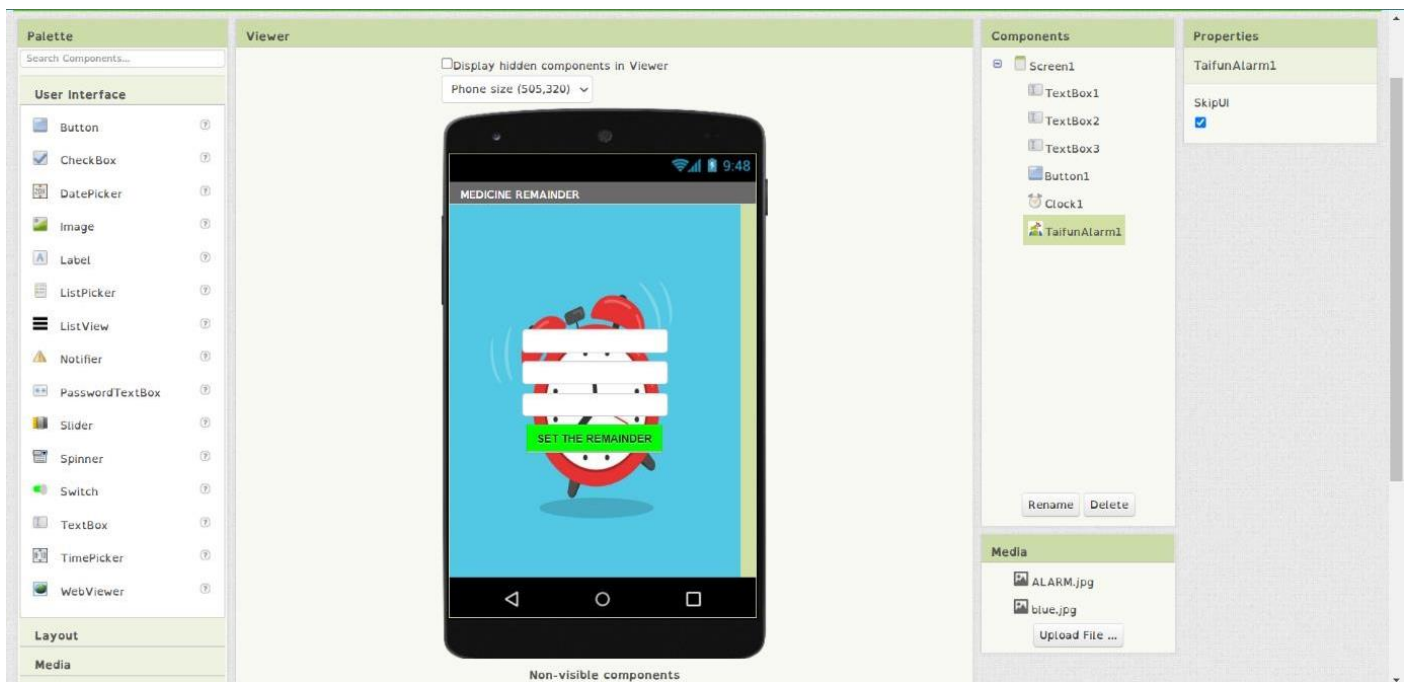 Palette
Search Components...
User Interface
Button
CheckBox
DatePicker
Image
Label
ListPicker
ListView
Notifier
PasswordTextBox
Slider
Spinner
Switch
TextBox
TimePicker
WebViewer
Layout
Media
Viewer
Display hidden components in Viewer
Phone size (505,320)
9:48
MEDICINE REMAINDER
SET THE REMAINDER
Non-visible components
Components
Screen1
TextBox1
TextBox2
TextBox3
Button1
Clock1
TaifunAlarm1
Rename Delete
Media
ALARM.jpg
blue.jpg
Upload File ...
Properties
TaifunAlarm1
SkipUI